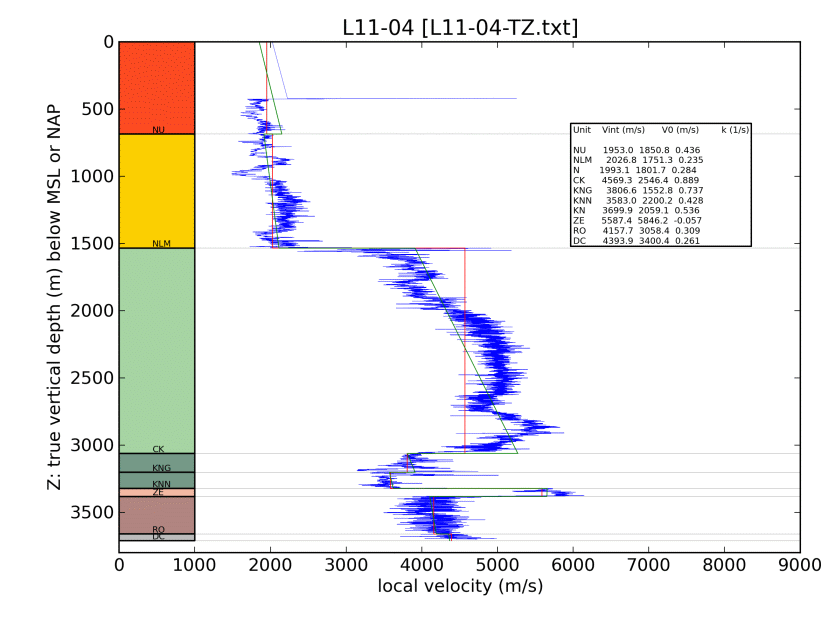 L11-04 [L11-04-TZ.txt]
Z: true vertical depth (m) below MSL or NAP
0
500
1000
1500
2000
2500
3000
3500
NU
NLM
CK
KNG
KNN
ZE
RO
DC
Unit Vint (m/s) V0 (m/s) k (1/s)
NU 1953.0 1850.8 0.436
NLM 2026.8 1751.3 0.235
N 1993.1 1801.7 0.284
CK 4569.3 2546.4 0.889
KNG 3806.6 1552.8 0.737
KNN 3583.0 2200.2 0.428
KN 3699.9 2059.1 0.536
ZE 5587.4 5846.2 -0.057
RO 4157.7 3058.4 0.309
DC 4393.9 3400.4 0.261
0 1000 2000 3000 4000 5000 6000 7000 8000 9000
local velocity (m/s)